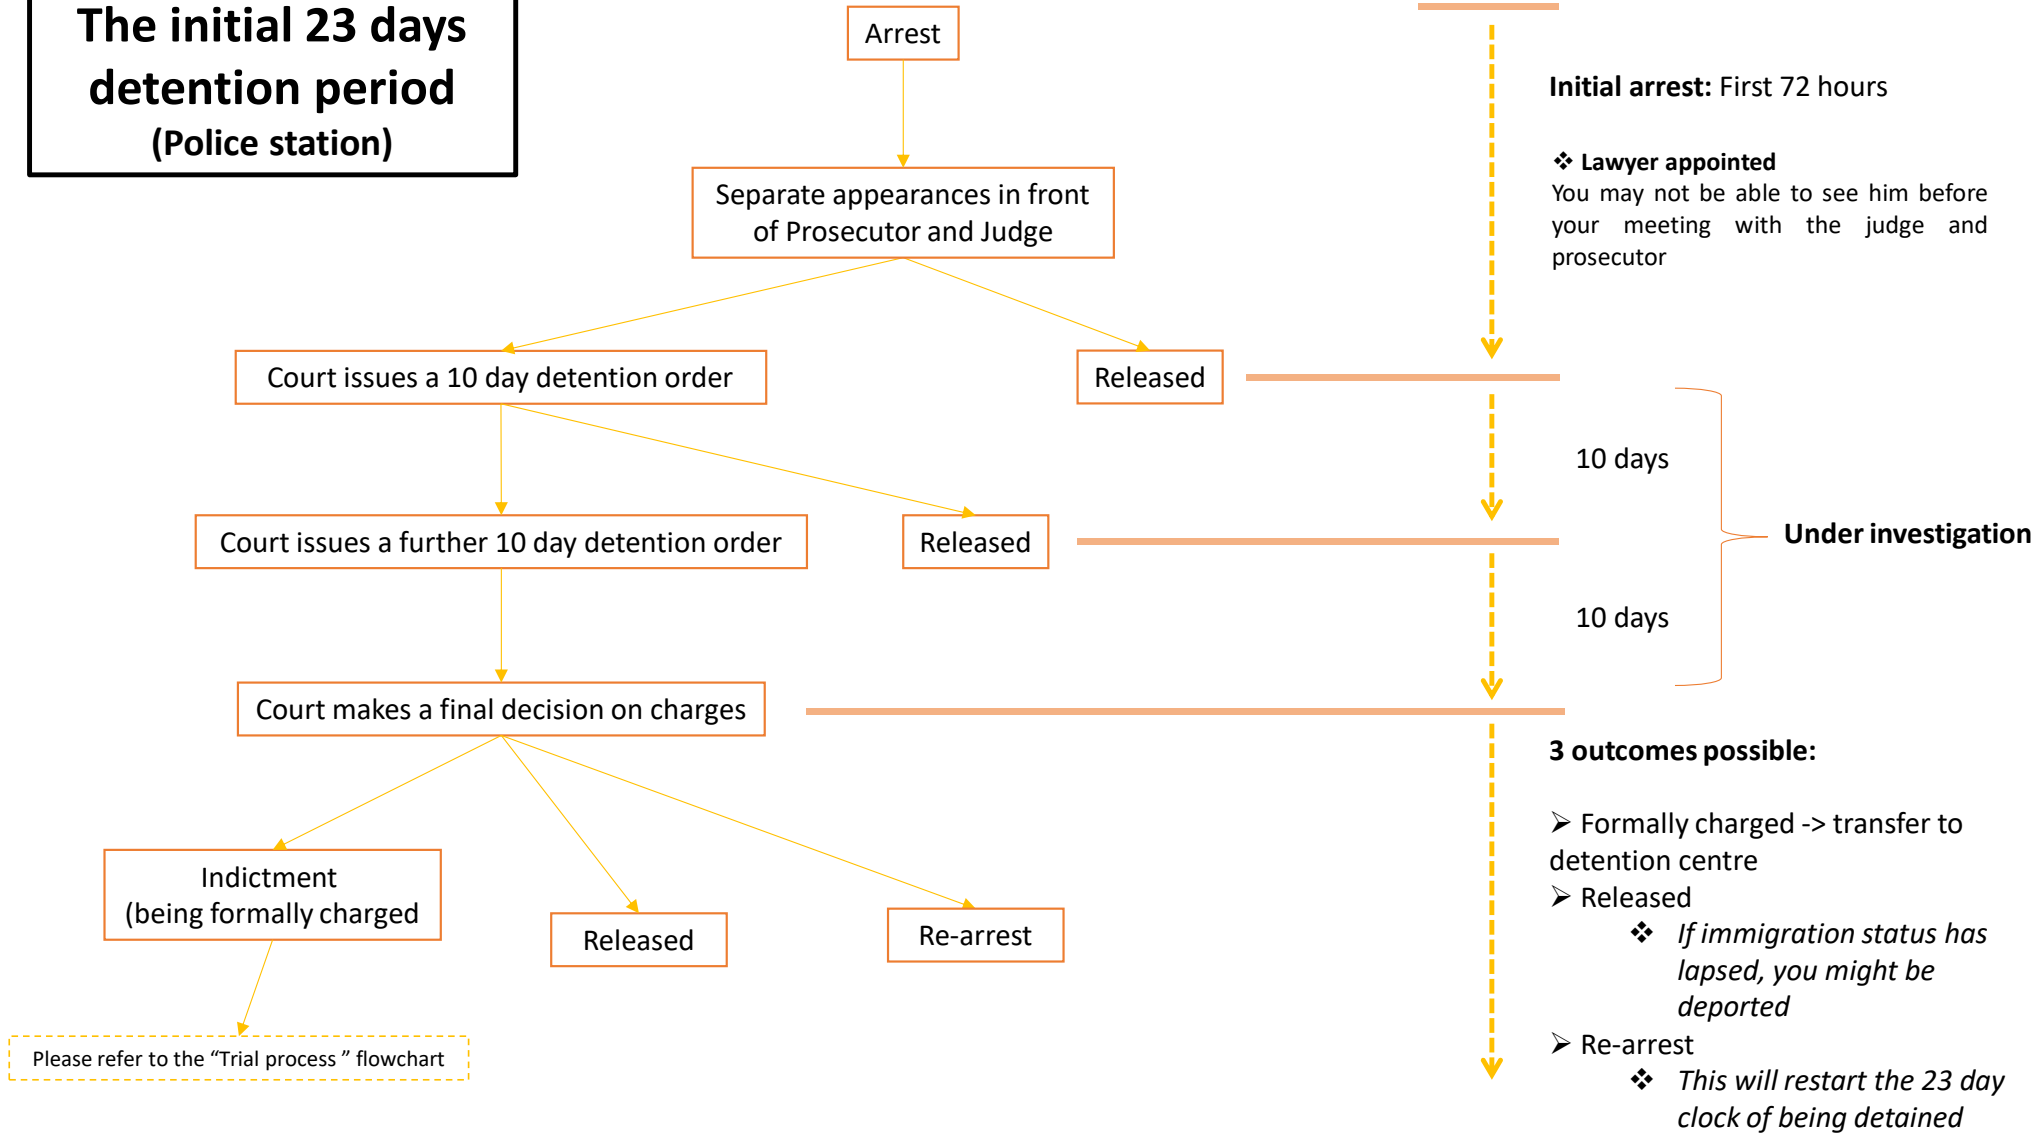 The initial 23 days
detention period
(Police station)
Arrest
Initial arrest: First 72 hours
❖ Lawyer appointed
You may not be able to see him before
your meeting with the judge and
prosecutor
Separate appearances in front
of Prosecutor and Judge
Court issues a 10 day detention order
Released
10 days
Court issues a further 10 day detention order
Released
Under investigation
10 days
Court makes a final decision on charges
3 outcomes possible:
➢ Formally charged -> transfer to
detention centre
➢ Released
❖ If immigration status has
lapsed, you might be
deported
➢ Re-arrest
❖ This will restart the 23 day
clock of being detained
Indictment
(being formally charged
Released
Re-arrest
Please refer to the “Trial process ” flowchart